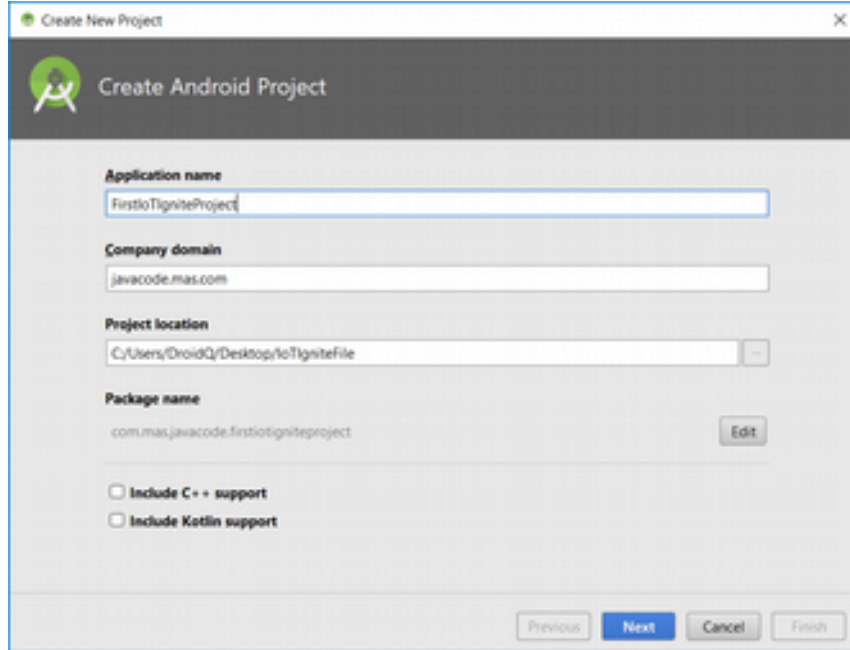 Create New Project
Create Android Project
Application name
FirstIoTIgniteProject
Company domain
javacode.mas.com
Project location
C:/Users/DroidQ/Desktop/IoTIgniteFile
...
Package name
com.mas.javacode.firstiotigniteproject
Edit
Include C++ support
Include Kotlin support
Previous Next Cancel Finish